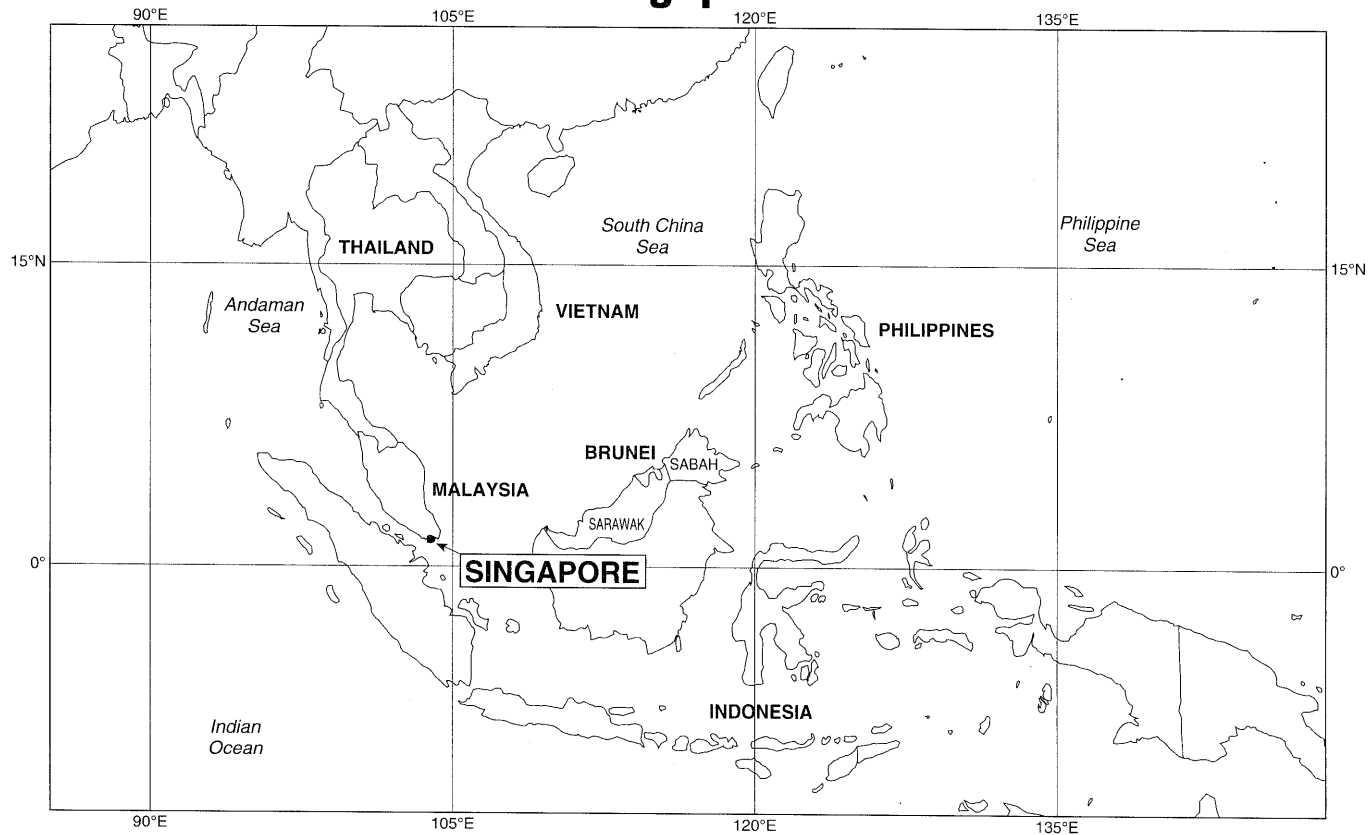 90°E
105°E
120°E
135°E
THAILAND
South China
Sea
Philippine
Sea
15°N
15°N
Andaman
Sea
VIETNAM
PHILIPPINES
BRUNEI
SABAH
MALAYSIA
SARAWAK
0°
SINGAPORE
0°
INDONESIA
Indian
Ocean
90°E
105°E
120°E
135°E